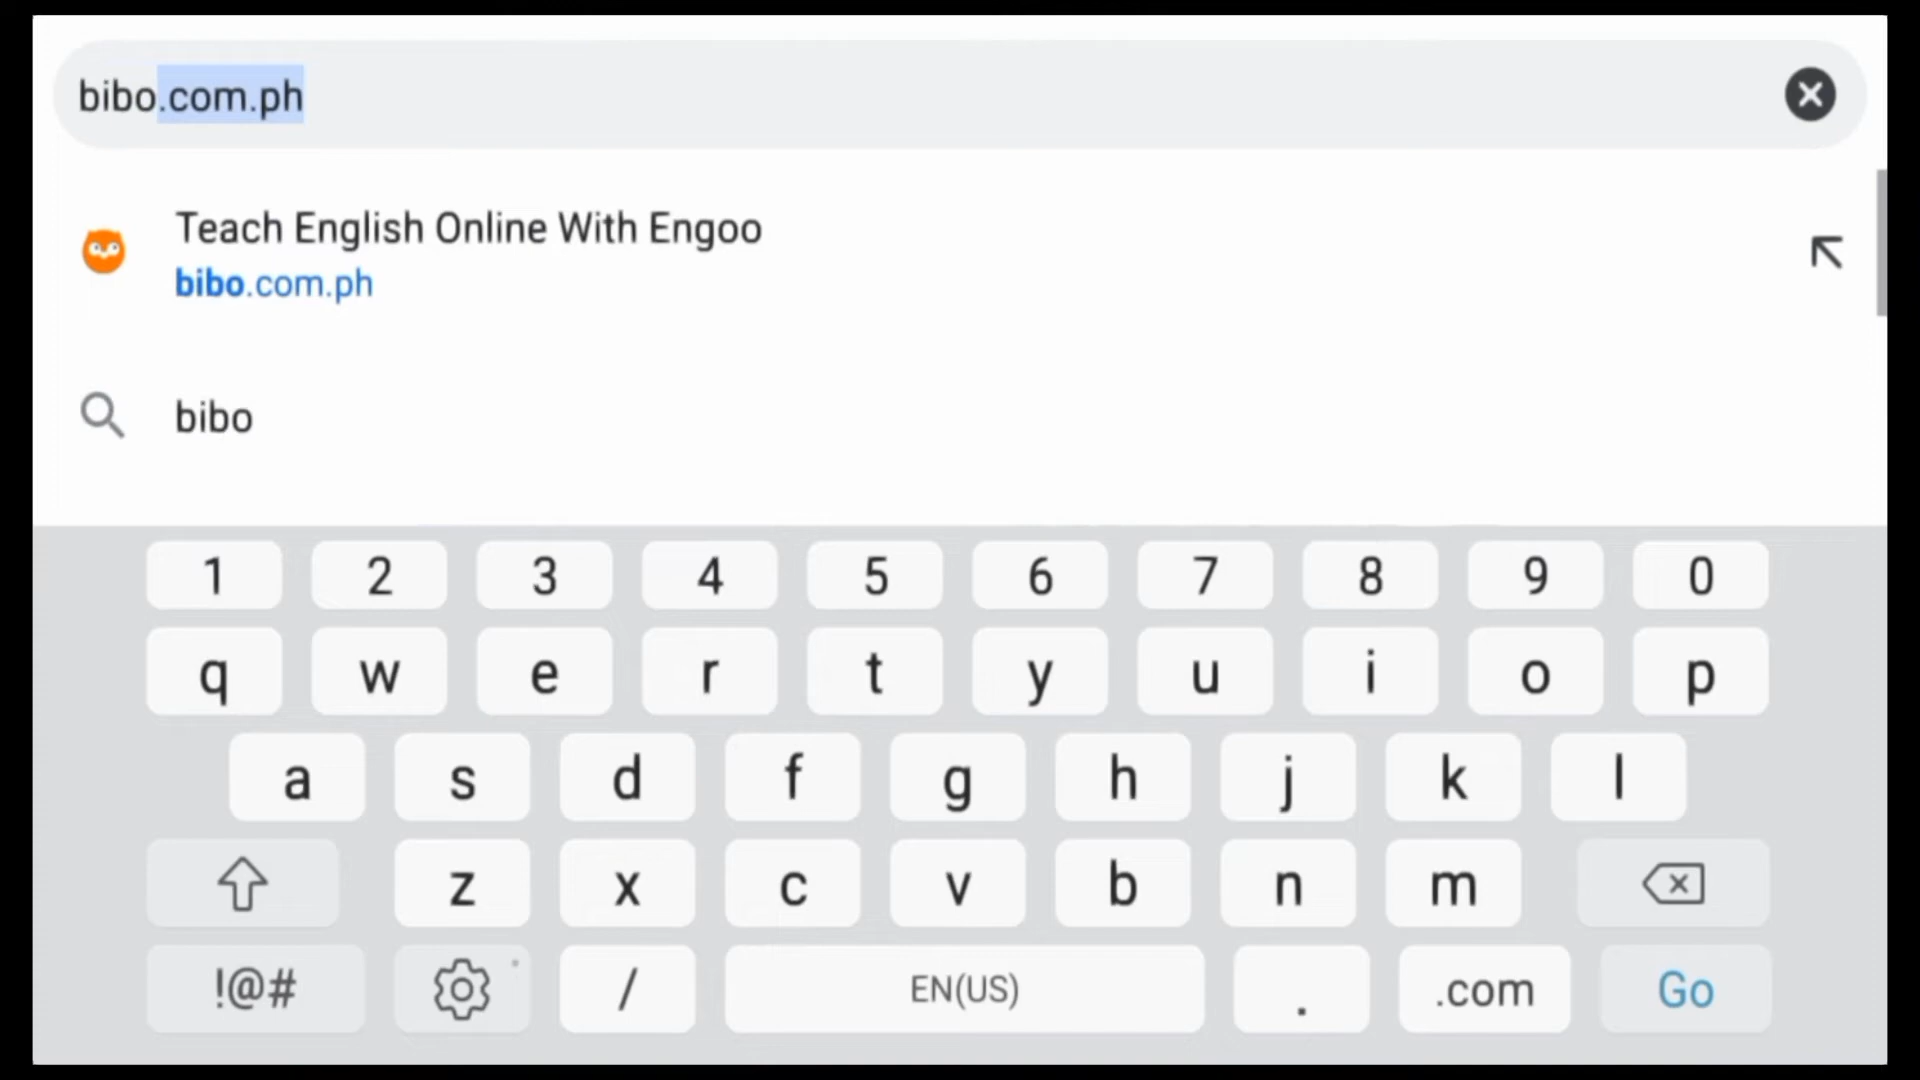 bibo.com.ph
Teach English Online With Engoo
bibo.com.ph
bibo
1 2 3 4 5 6 7 8 9 0
q w e r t y u i o p
a s d f g h j k l
z x c v b n m
!@# / EN(US) . .com Go